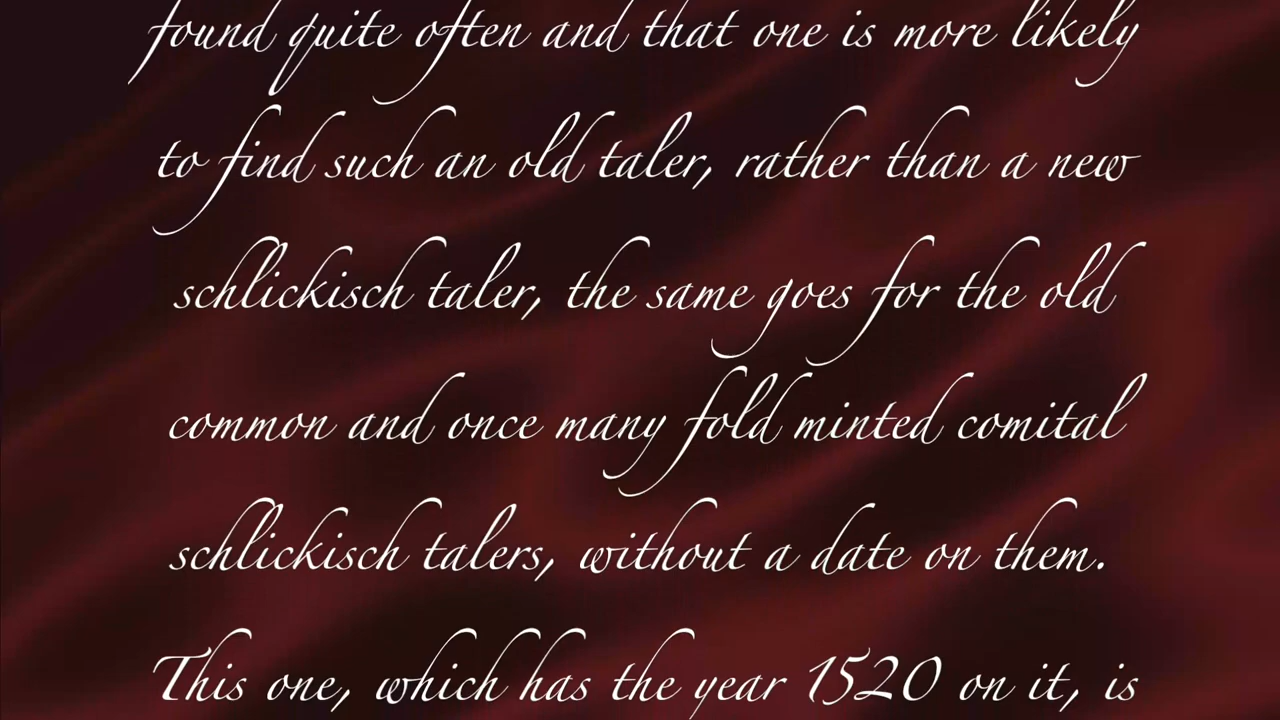 found quite often and that one is more likely
to find such an old taler, rather than a new
schlickisch taler, the same goes for the old
common and once many fold minted comital
schlickisch talers, without a date on them.
This one, which has the year 1520 on it, is